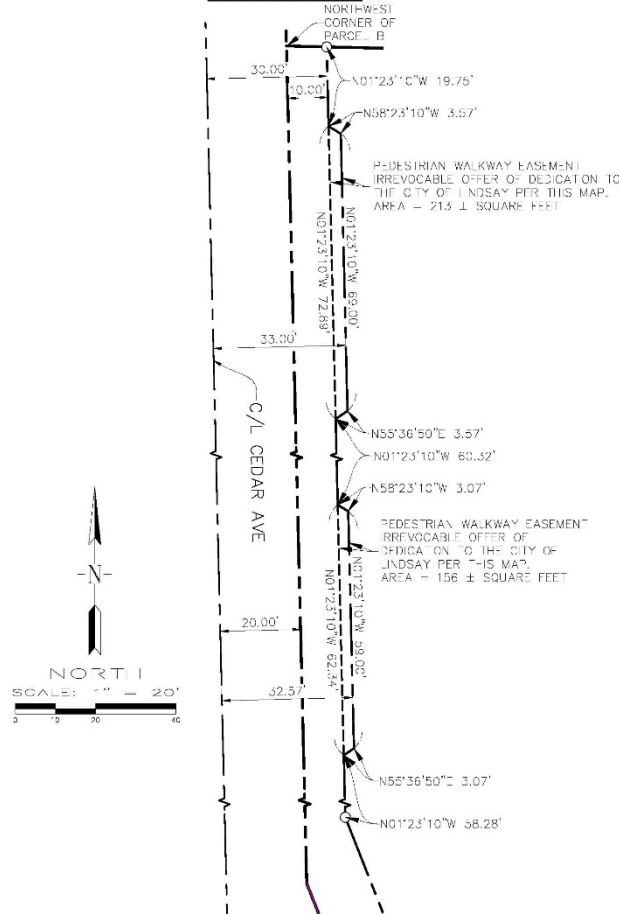 NORTHWEST
CORNER OF
PARCEL B
30.00'
N01°23'10"W 19.75'
10.00'
N58°23'10"W 3.57'
PEDESTRIAN WALKWAY EASEMENT
IRREVOCABLE OFFER OF DEDICATION TO
THE CITY OF LINDSAY PER THIS MAP.
AREA = 213 ± SQUARE FEET
N01°23'10"W 69.00'
N01°23'10"W 72.89'
33.00'
C/L CEDAR AVE
N55°36'50"E 3.57'
N01°23'10"W 60.32'
N58°23'10"W 3.07'
PEDESTRIAN WALKWAY EASEMENT
IRREVOCABLE OFFER OF
DEDICATION TO THE CITY OF
LINDSAY PER THIS MAP.
AREA = 156 ± SQUARE FEET
N01°23'10"W 59.00'
N01°23'10"W 62.34'
-N-
20.00'
NORTH
SCALE: 1" = 20'
32.57'
0 10 20 40
N55°36'50"E 3.07'
N01°23'10"W 58.28'